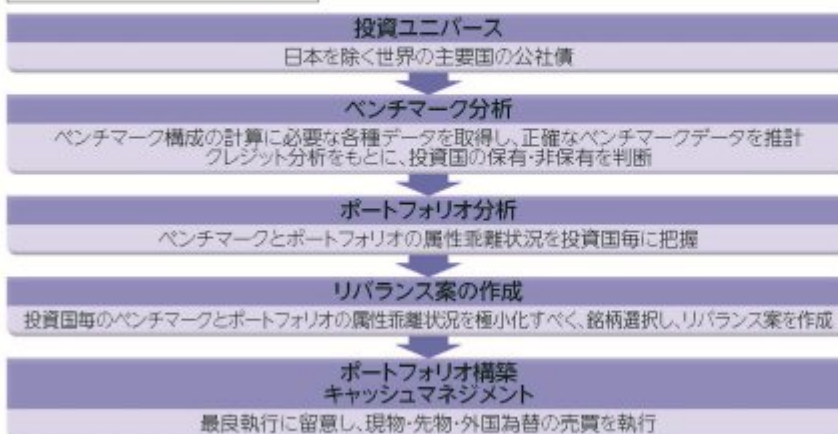 投資ユニバース
日本を除く世界の主要国の公社債
ベンチマーク分析
ベンチマーク構成の計算に必要な各種データを取得し、正確なベンチマークデータを推計
クレジット分析をもとに、投資国の保有・非保有を判断
ポートフォリオ分析
ベンチマークとポートフォリオの属性乖離状況を投資国毎に把握
リバランス案の作成
投資国毎のベンチマークとポートフォリオの属性乖離状況を極小化すべく、銘柄選択し、リバランス案を作成
ポートフォリオ構築
キャッシュマネジメント
最良執行に留意し、現物・先物・外国為替の売買を執行